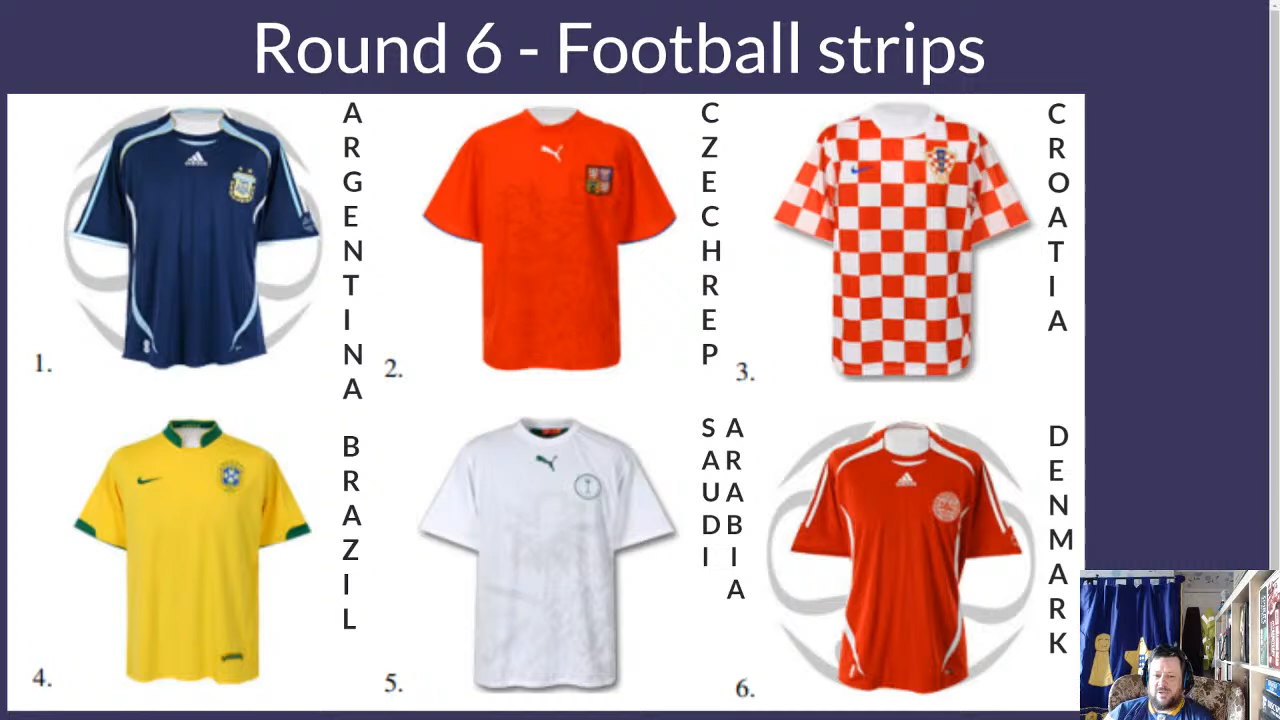 Round 6 - Football strips
ARGENTINA
1.
CZECHREP
2.
CROATIA
3.
BRAZIL
4.
SAUDI ARABIA
5.
DENMARK
6.